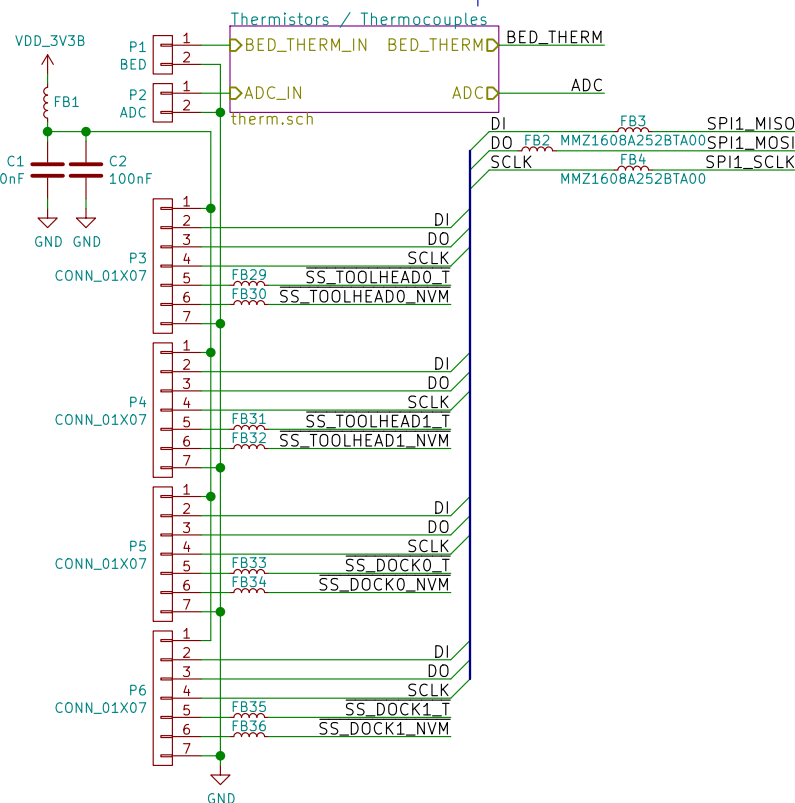 Thermistors / Thermocouples
VDD_3V3B
P1
BED
1
2
BED_THERM_IN
BED_THERM
BED_THERM
P2
ADC
1
2
ADC_IN
ADC
ADC
therm.sch
FB1
C1
0nF
C2
100nF
GND
GND
DI
FB3
SPI1_MISO
MMZ1608A252BTA00
DO
FB2
SPI1_MOSI
SCLK
FB4
SPI1_SCLK
MMZ1608A252BTA00
P3
CONN_01X07
1
2
DI
3
DO
4
SCLK
5
FB29
SS_TOOLHEAD0_T
6
FB30
SS_TOOLHEAD0_NVM
7
P4
CONN_01X07
1
2
DI
3
DO
4
SCLK
5
FB31
SS_TOOLHEAD1_T
6
FB32
SS_TOOLHEAD1_NVM
7
P5
CONN_01X07
1
2
DI
3
DO
4
SCLK
5
FB33
SS_DOCK0_T
6
FB34
SS_DOCK0_NVM
7
P6
CONN_01X07
1
2
DI
3
DO
4
SCLK
5
FB35
SS_DOCK1_T
6
FB36
SS_DOCK1_NVM
7
GND